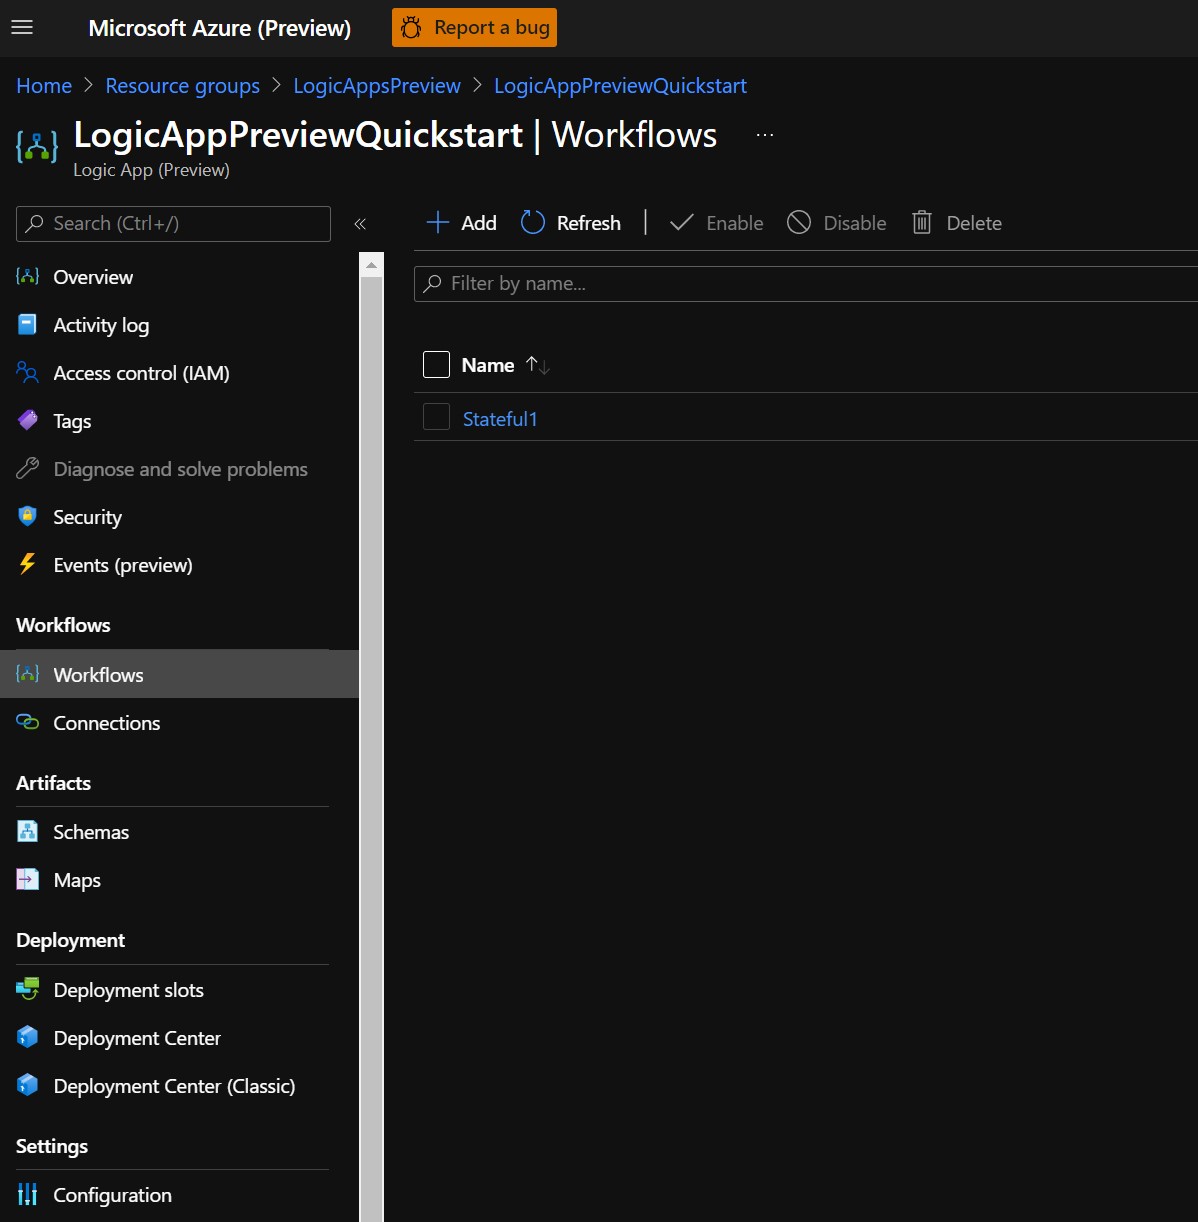 Microsoft Azure (Preview) Report a bug
Home > Resource groups > LogicAppsPreview > LogicAppPreviewQuickstart
LogicAppPreviewQuickstart | Workflows ...
Logic App (Preview)
Search (Ctrl+/) «
Add Refresh | Enable Disable Delete
Filter by name...
Name ↑↓
Stateful1
Overview
Activity log
Access control (IAM)
Tags
Diagnose and solve problems
Security
Events (preview)
Workflows
Workflows
Connections
Artifacts
Schemas
Maps
Deployment
Deployment slots
Deployment Center
Deployment Center (Classic)
Settings
Configuration